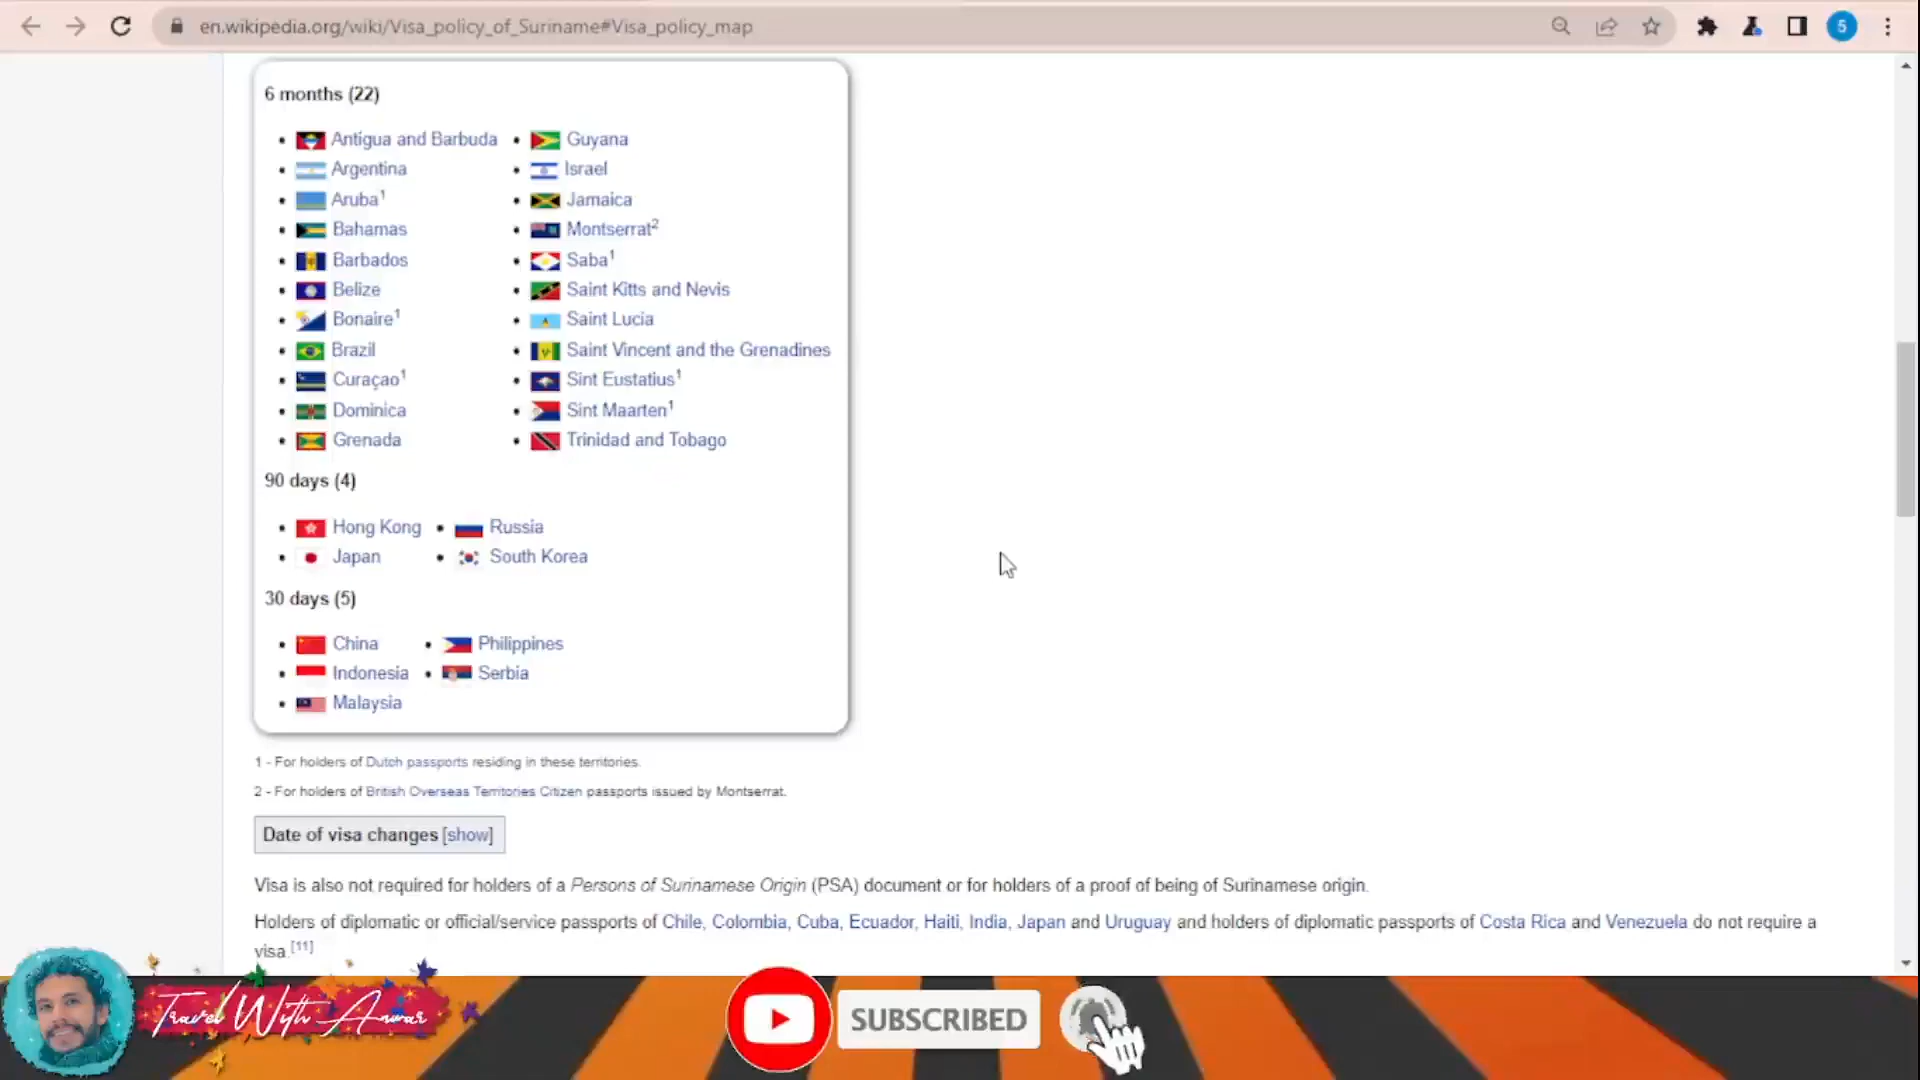 en.wikipedia.org/wiki/Visa_policy_of_Suriname#Visa_policy_map
5
6 months (22)
Antigua and Barbuda
Argentina
Aruba1
Bahamas
Barbados
Belize
Bonaire1
Brazil
Curaçao1
Dominica
Grenada
Guyana
Israel
Jamaica
Montserrat2
Saba1
Saint Kitts and Nevis
Saint Lucia
Saint Vincent and the Grenadines
Sint Eustatius1
Sint Maarten1
Trinidad and Tobago
90 days (4)
Hong Kong
Japan
Russia
South Korea
30 days (5)
China
Indonesia
Malaysia
Philippines
Serbia
1 - For holders of Dutch passports residing in these territories.
2 - For holders of British Overseas Territories Citizen passports issued by Montserrat.
Date of visa changes [show]
Visa is also not required for holders of a Persons of Surinamese Origin (PSA) document or for holders of a proof of being of Surinamese origin.
Holders of diplomatic or official/service passports of Chile, Colombia, Cuba, Ecuador, Haiti, India, Japan and Uruguay and holders of diplomatic passports of Costa Rica and Venezuela do not require a
visa.[11]
Travel With Anwar
SUBSCRIBED